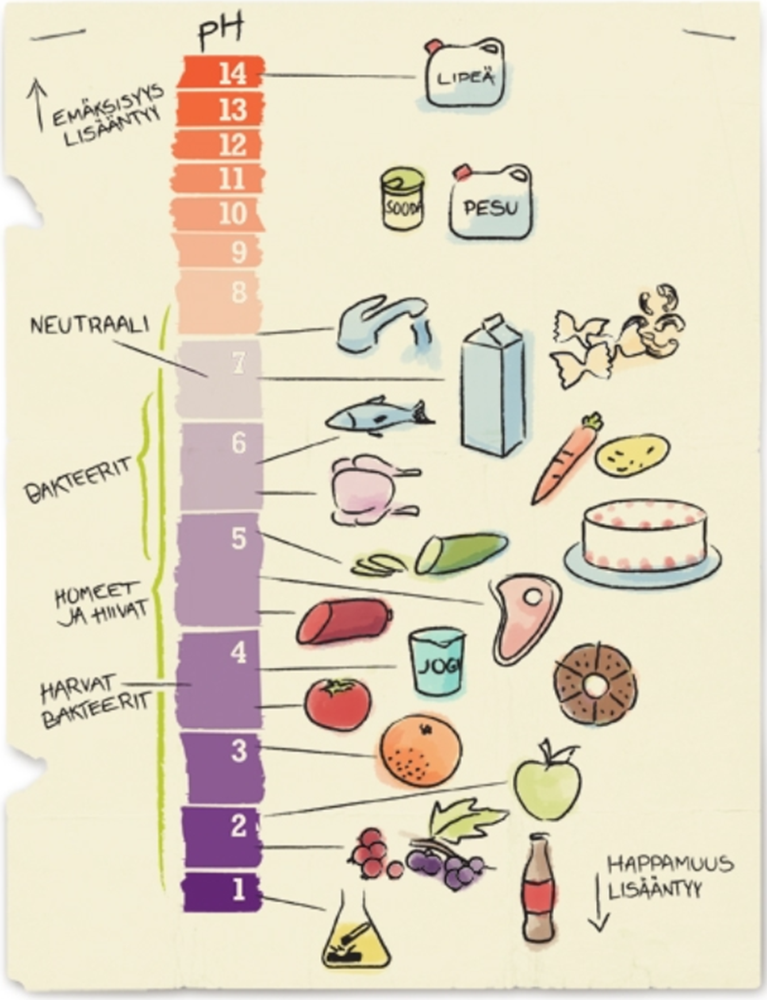 pH
14
LIPEÄ
EMÄKSISYYS
LISÄÄNTYY
13
12
11
SOODA
PESU
10
9
8
NEUTRAALI
7
6
BAKTEERIT
5
HOMEET
JA HIIVAT
4
JOGU
HARVAT
BAKTEERIT
3
2
HAPPAMUUS
LISÄÄNTYY
1